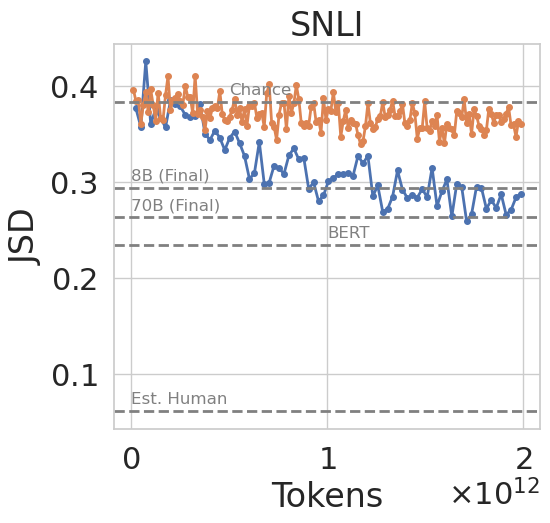 SNLI
JSD
0.4
0.3
0.2
0.1
Chance
8B (Final)
70B (Final)
BERT
Est. Human
0 1 2
Tokens
×10¹²